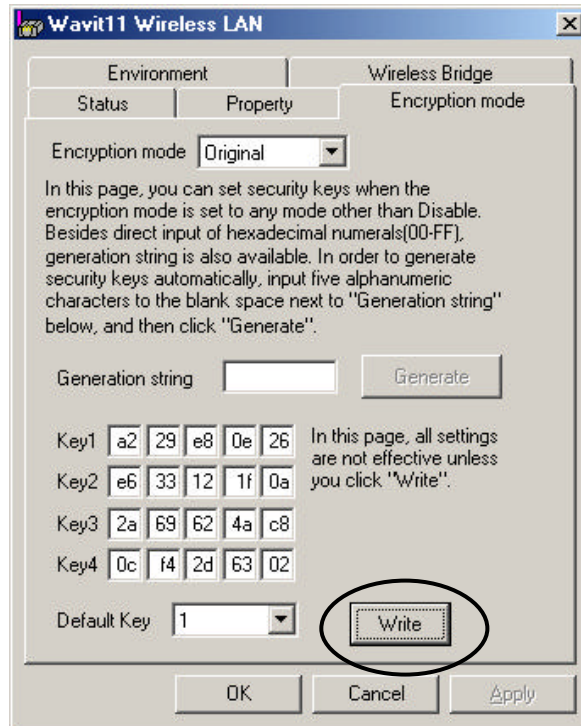 Wavit11 Wireless LAN
Environment Wireless Bridge
Status Property Encryption mode
Encryption mode Original
In this page, you can set security keys when the
encryption mode is set to any mode other than Disable.
Besides direct input of hexadecimal numerals(00-FF),
generation string is also available. In order to generate
security keys automatically, input five alphanumeric
characters to the blank space next to "Generation string"
below, and then click "Generate".
Generation string Generate
Key1 a2 29 e8 0e 26
Key2 e6 33 12 1f 0a
Key3 2a 69 62 4a c8
Key4 0c f4 2d 63 02
In this page, all settings
are not effective unless
you click "Write".
Default Key 1 Write
OK Cancel Apply